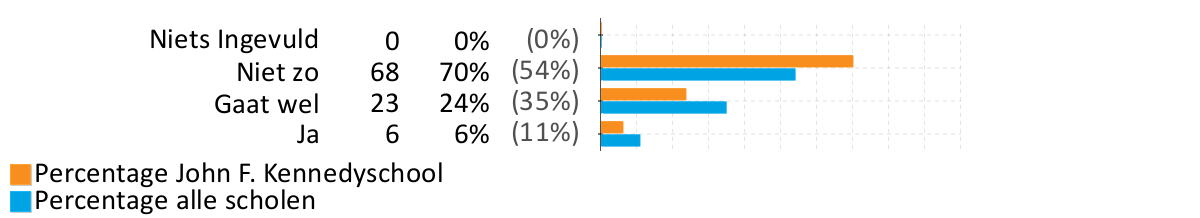 Niets Ingevuld 0 0% (0%)
Niet zo 68 70% (54%)
Gaat wel 23 24% (35%)
Ja 6 6% (11%)
Percentage John F. Kennedyschool
Percentage alle scholen